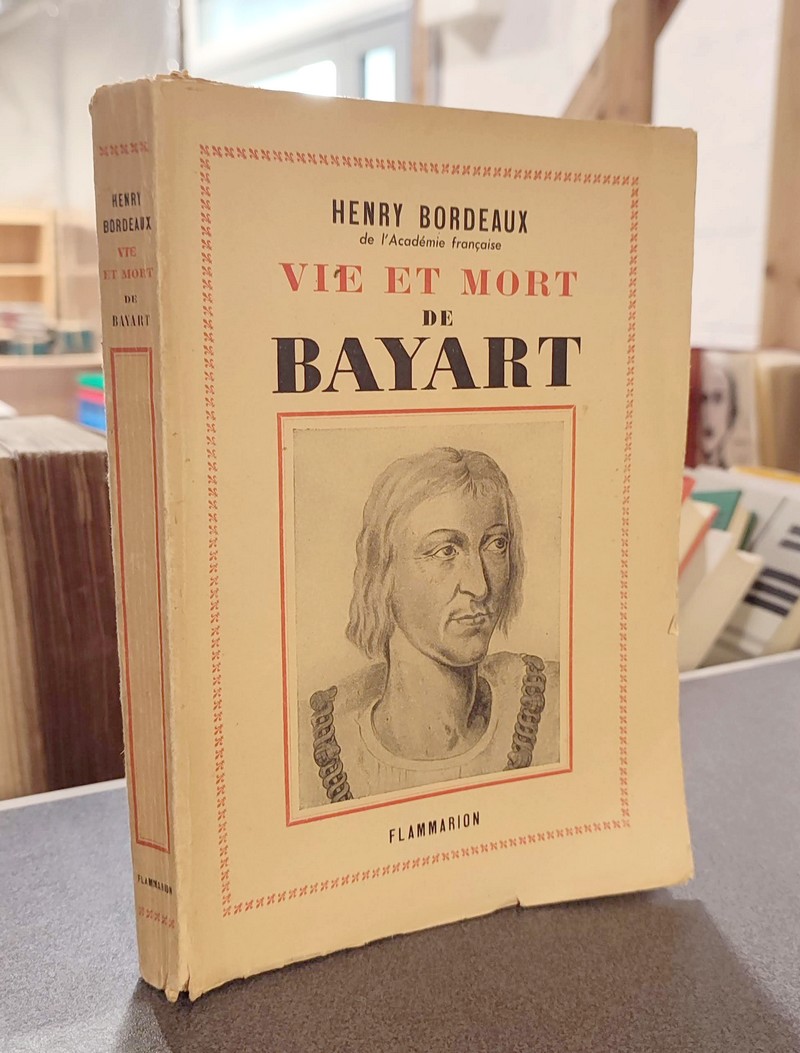 HENRY
BORDEAUX
VIE
ET MORT
DE
BAYART
FLAMMARION
HENRY BORDEAUX
de l'Académie française
VIE ET MORT
DE
BAYART
FLAMMARION